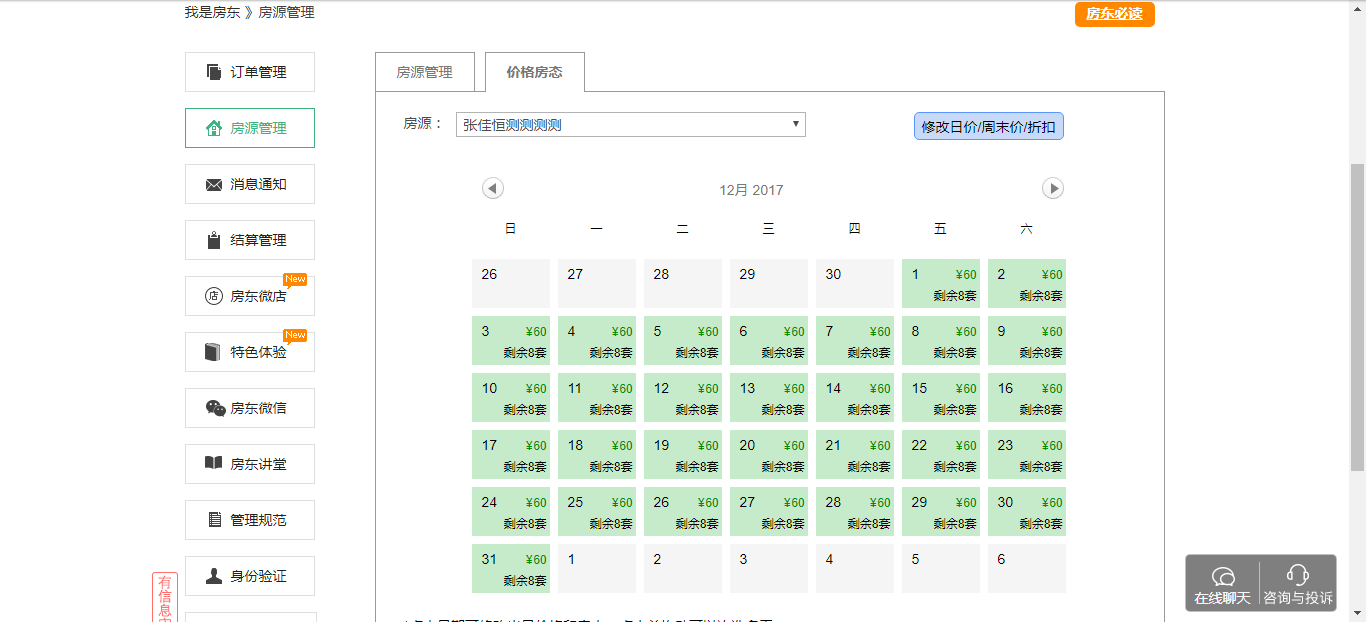 我是房东 》房源管理
房东必读
订单管理
房源管理
消息通知
结算管理
店 房东微店 New
特色体验 New
房东微信
房东讲堂
管理规范
身份验证
有信息
房源管理 价格房态
房源： 张佳恒测测测测 修改日价/周末价/折扣
12月 2017
日 一 二 三 四 五 六
26 27 28 29 30 1 ¥60 2 ¥60
剩余8套 剩余8套
3 ¥60 4 ¥60 5 ¥60 6 ¥60 7 ¥60 8 ¥60 9 ¥60
剩余8套 剩余8套 剩余8套 剩余8套 剩余8套 剩余8套 剩余8套
10 ¥60 11 ¥60 12 ¥60 13 ¥60 14 ¥60 15 ¥60 16 ¥60
剩余8套 剩余8套 剩余8套 剩余8套 剩余8套 剩余8套 剩余8套
17 ¥60 18 ¥60 19 ¥60 20 ¥60 21 ¥60 22 ¥60 23 ¥60
剩余8套 剩余8套 剩余8套 剩余8套 剩余8套 剩余8套 剩余8套
24 ¥60 25 ¥60 26 ¥60 27 ¥60 28 ¥60 29 ¥60 30 ¥60
剩余8套 剩余8套 剩余8套 剩余8套 剩余8套 剩余8套 剩余8套
31 ¥60 1 2 3 4 5 6
剩余8套
在线聊天 咨询与投诉